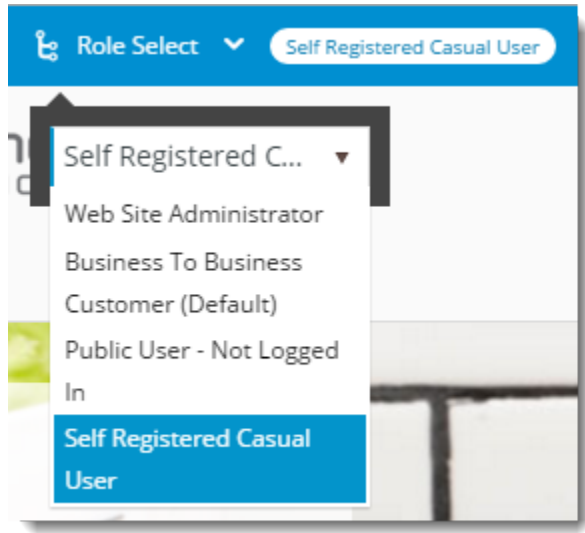 Role Select
Self Registered Casual User
Self Registered C...
Web Site Administrator
Business To Business
Customer (Default)
Public User - Not Logged
In
Self Registered Casual
User